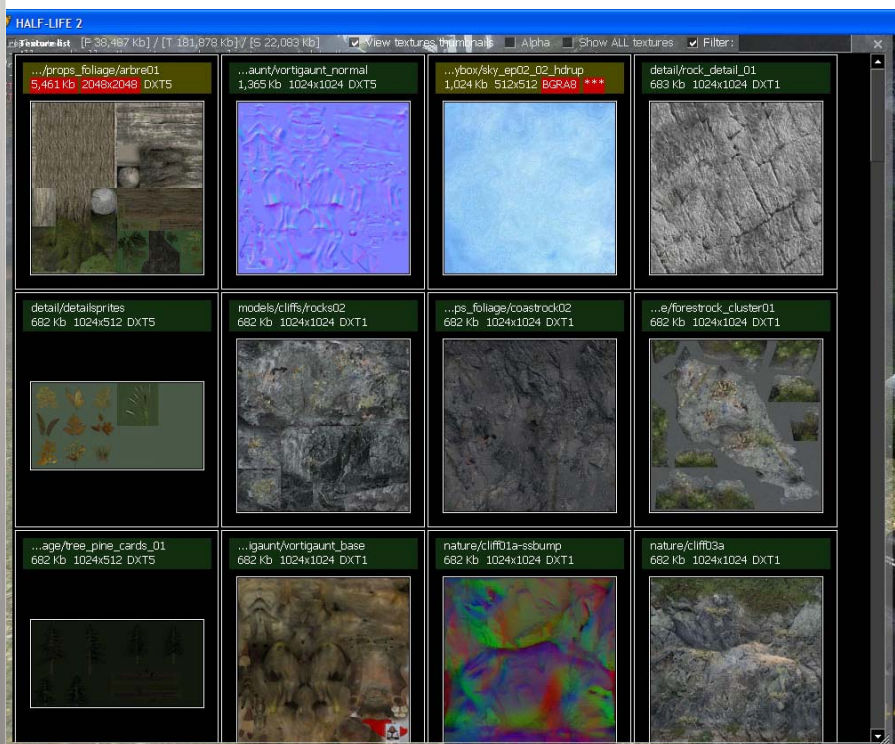 HALF-LIFE 2
Texture list [F 38,487 Kb] / [T 181,878 Kb] / [S 22,083 Kb] View textures thumbnails Alpha Show ALL textures Filter:
.../props_foliage/arbre01
5,461 Kb 2048x2048 DXT5
...aunt/vortigaunt_normal
1,365 Kb 1024x1024 DXT5
...ybox/sky_ep02_02_hdrup
1,024 Kb 512x512 BGRA8 ***
detail/rock_detail_01
683 Kb 1024x1024 DXT1
detail/detailsprites
682 Kb 1024x512 DXT5
models/cliffs/rocks02
682 Kb 1024x1024 DXT1
...ps_foliage/coastrock02
682 Kb 1024x1024 DXT1
...e/forestrock_cluster01
682 Kb 1024x1024 DXT1
...age/tree_pine_cards_01
682 Kb 1024x512 DXT5
...igaunt/vortigaunt_base
682 Kb 1024x1024 DXT1
nature/cliff01a-ssbump
682 Kb 1024x1024 DXT1
nature/cliff03a
682 Kb 1024x1024 DXT1